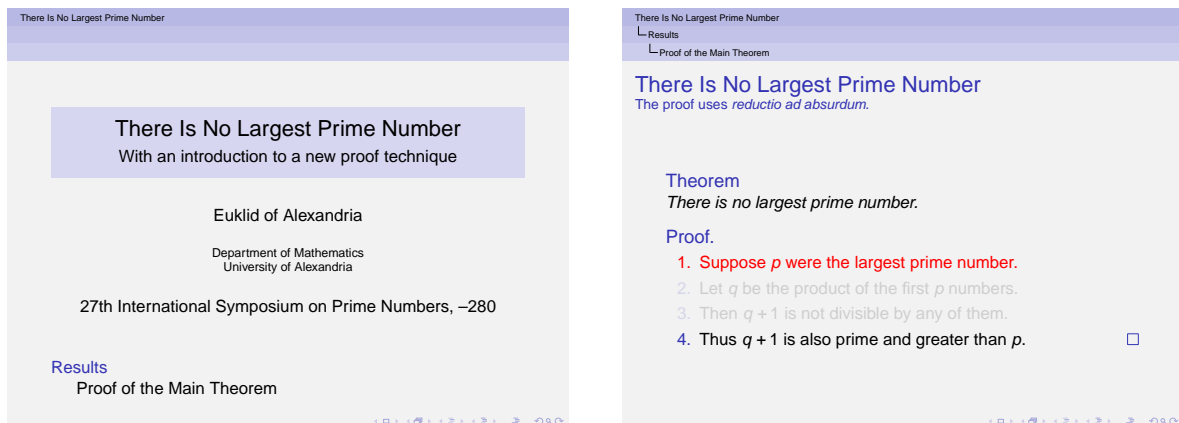 There Is No Largest Prime Number
There Is No Largest Prime Number
With an introduction to a new proof technique
Euklid of Alexandria
Department of Mathematics
University of Alexandria
27th International Symposium on Prime Numbers, –280
Results
Proof of the Main Theorem
There Is No Largest Prime Number
Results
Proof of the Main Theorem
There Is No Largest Prime Number
The proof uses reductio ad absurdum.
Theorem
There is no largest prime number.
Proof.
1. Suppose p were the largest prime number.
2. Let q be the product of the first p numbers.
3. Then q + 1 is not divisible by any of them.
4. Thus q + 1 is also prime and greater than p.